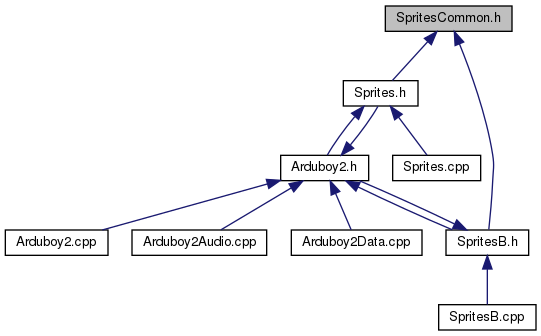 SpritesCommon.h
Sprites.h
Arduboy2.h
Sprites.cpp
Arduboy2.cpp
Arduboy2Audio.cpp
Arduboy2Data.cpp
SpritesB.h
SpritesB.cpp